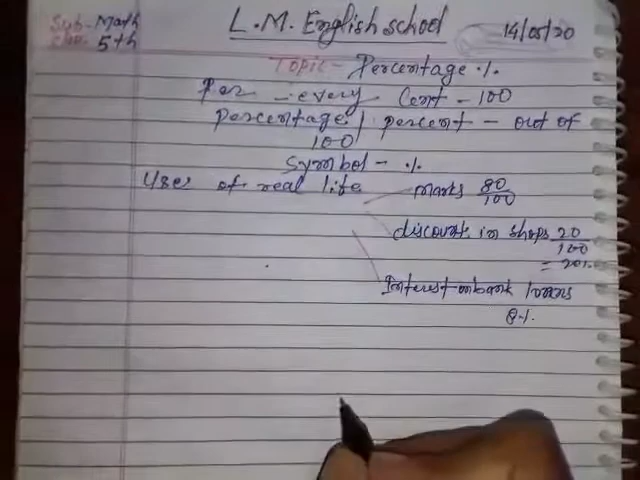 Sub- Math
L.M. English school
14/05/20
Cls- 5th
Topic - Percentage %.
Per - every Cent - 100
percentage / percent - out of
100
Symbol - %
Uses of real life
marks 80/100
discount in shops 20/100
= 20%.
Interest on bank loans
8%.